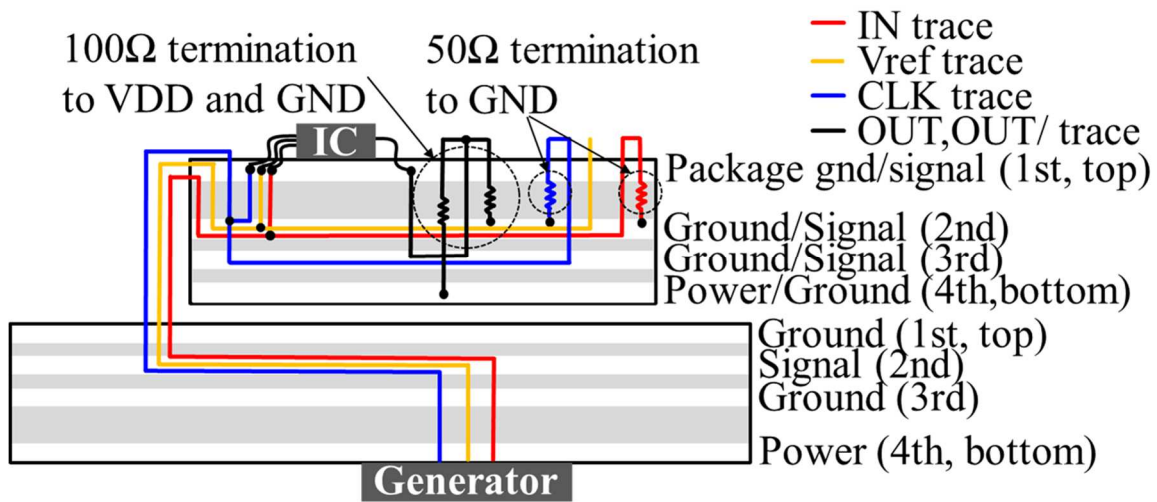 100Ω termination
to VDD and GND
50Ω termination
to GND
IN trace
Vref trace
CLK trace
OUT,OUT/ trace
IC
Package gnd/signal (1st, top)
Ground/Signal (2nd)
Ground/Signal (3rd)
Power/Ground (4th,bottom)
Ground (1st, top)
Signal (2nd)
Ground (3rd)
Power (4th, bottom)
Generator